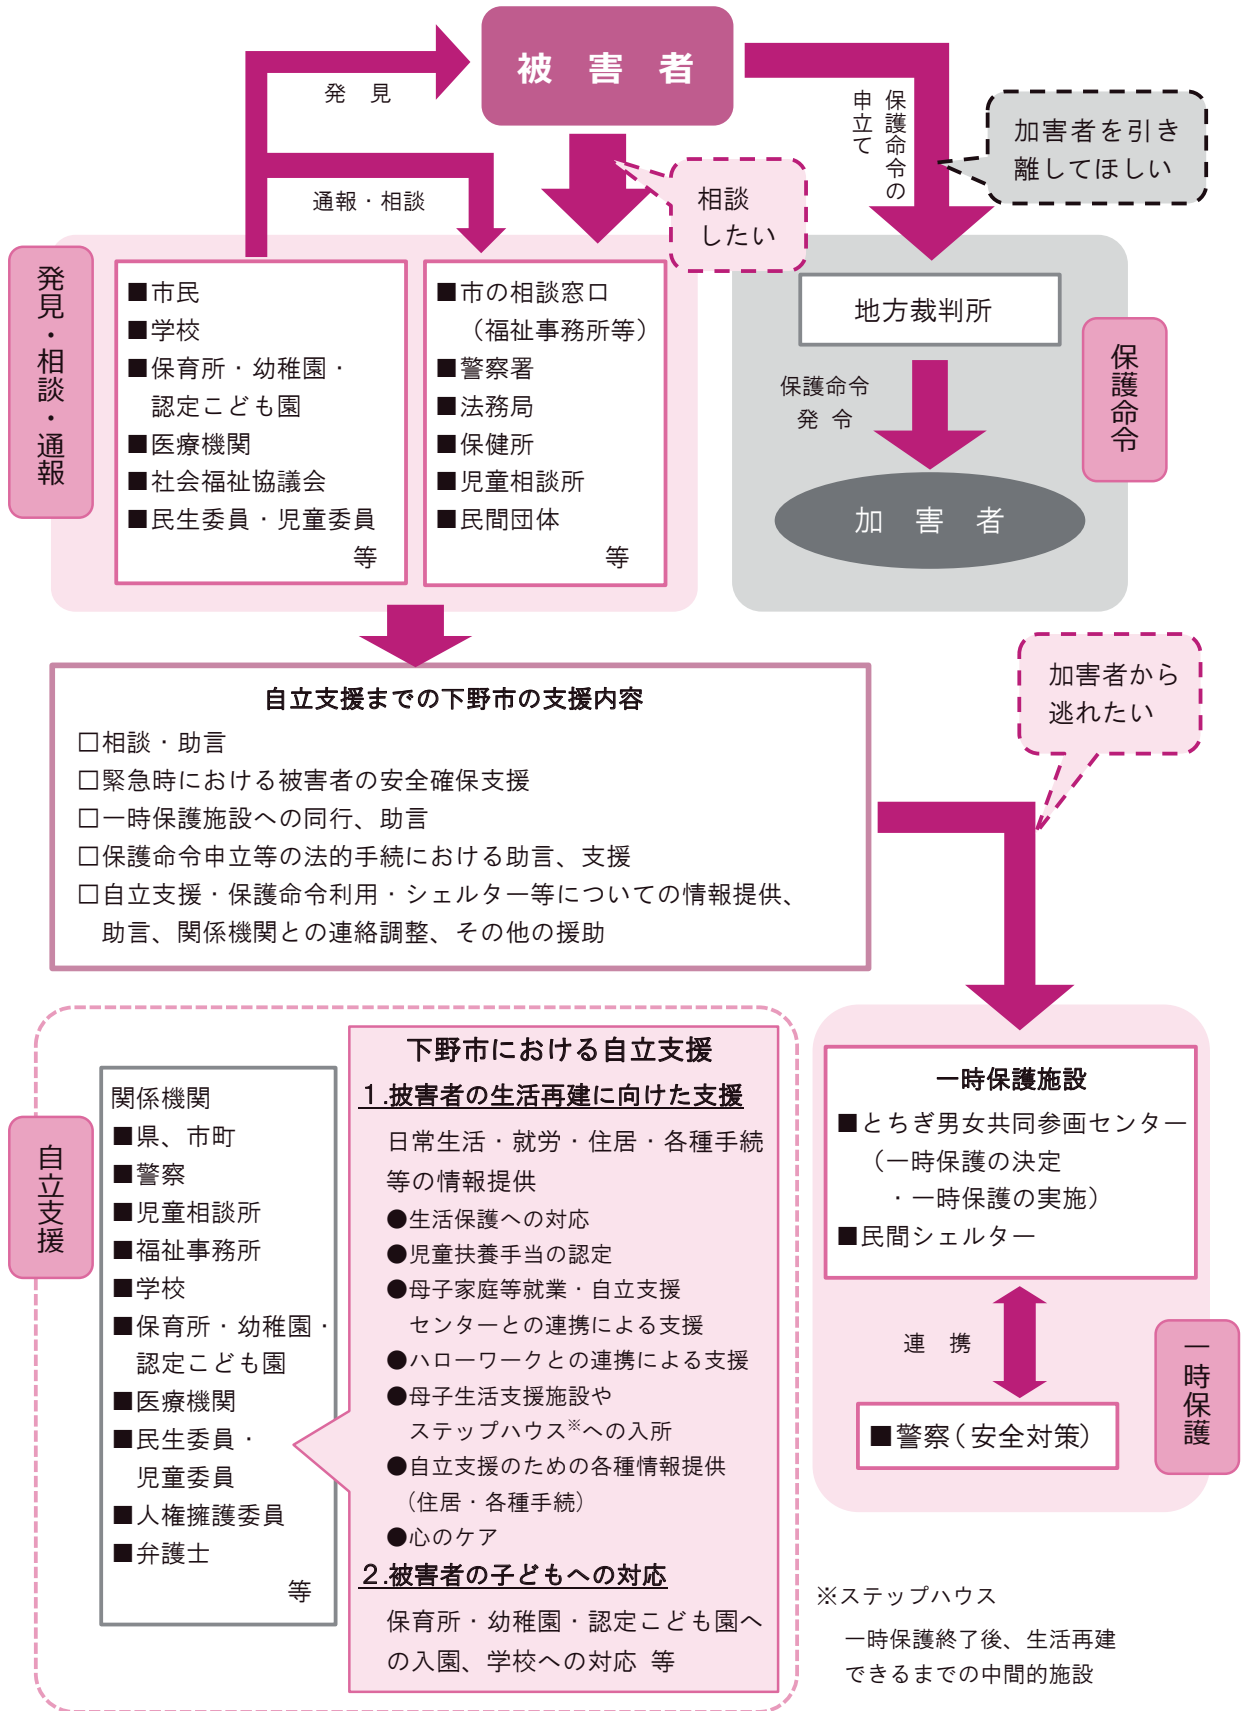 被 害 者
発 見
通報・相談
相談
したい
保護命令の
申立て
加害者を引き
離してほしい
発見・相談・通報
■市民
■学校
■保育所・幼稚園・
認定こども園
■医療機関
■社会福祉協議会
■民生委員・児童委員
等
■市の相談窓口
（福祉事務所等）
■警察署
■法務局
■保健所
■児童相談所
■民間団体
等
地方裁判所
保護命令
発 令
加 害 者
保護命令
自立支援までの下野市の支援内容
□相談・助言
□緊急時における被害者の安全確保支援
□一時保護施設への同行、助言
□保護命令申立等の法的手続における助言、支援
□自立支援・保護命令利用・シェルター等についての情報提供、
助言、関係機関との連絡調整、その他の援助
加害者から
逃れたい
自立支援
関係機関
■県、市町
■警察
■児童相談所
■福祉事務所
■学校
■保育所・幼稚園・
認定こども園
■医療機関
■民生委員・
児童委員
■人権擁護委員
■弁護士
等
下野市における自立支援
１.被害者の生活再建に向けた支援
日常生活・就労・住居・各種手続
等の情報提供
●生活保護への対応
●児童扶養手当の認定
●母子家庭等就業・自立支援
センターとの連携による支援
●ハローワークとの連携による支援
●母子生活支援施設や
ステップハウス※への入所
●自立支援のための各種情報提供
（住居・各種手続）
●心のケア
２.被害者の子どもへの対応
保育所・幼稚園・認定こども園へ
の入園、学校への対応 等
一時保護施設
■とちぎ男女共同参画センター
（一時保護の決定
・一時保護の実施）
■民間シェルター
連 携
■警察（安全対策）
一時保護
※ステップハウス
一時保護終了後、生活再建
できるまでの中間的施設